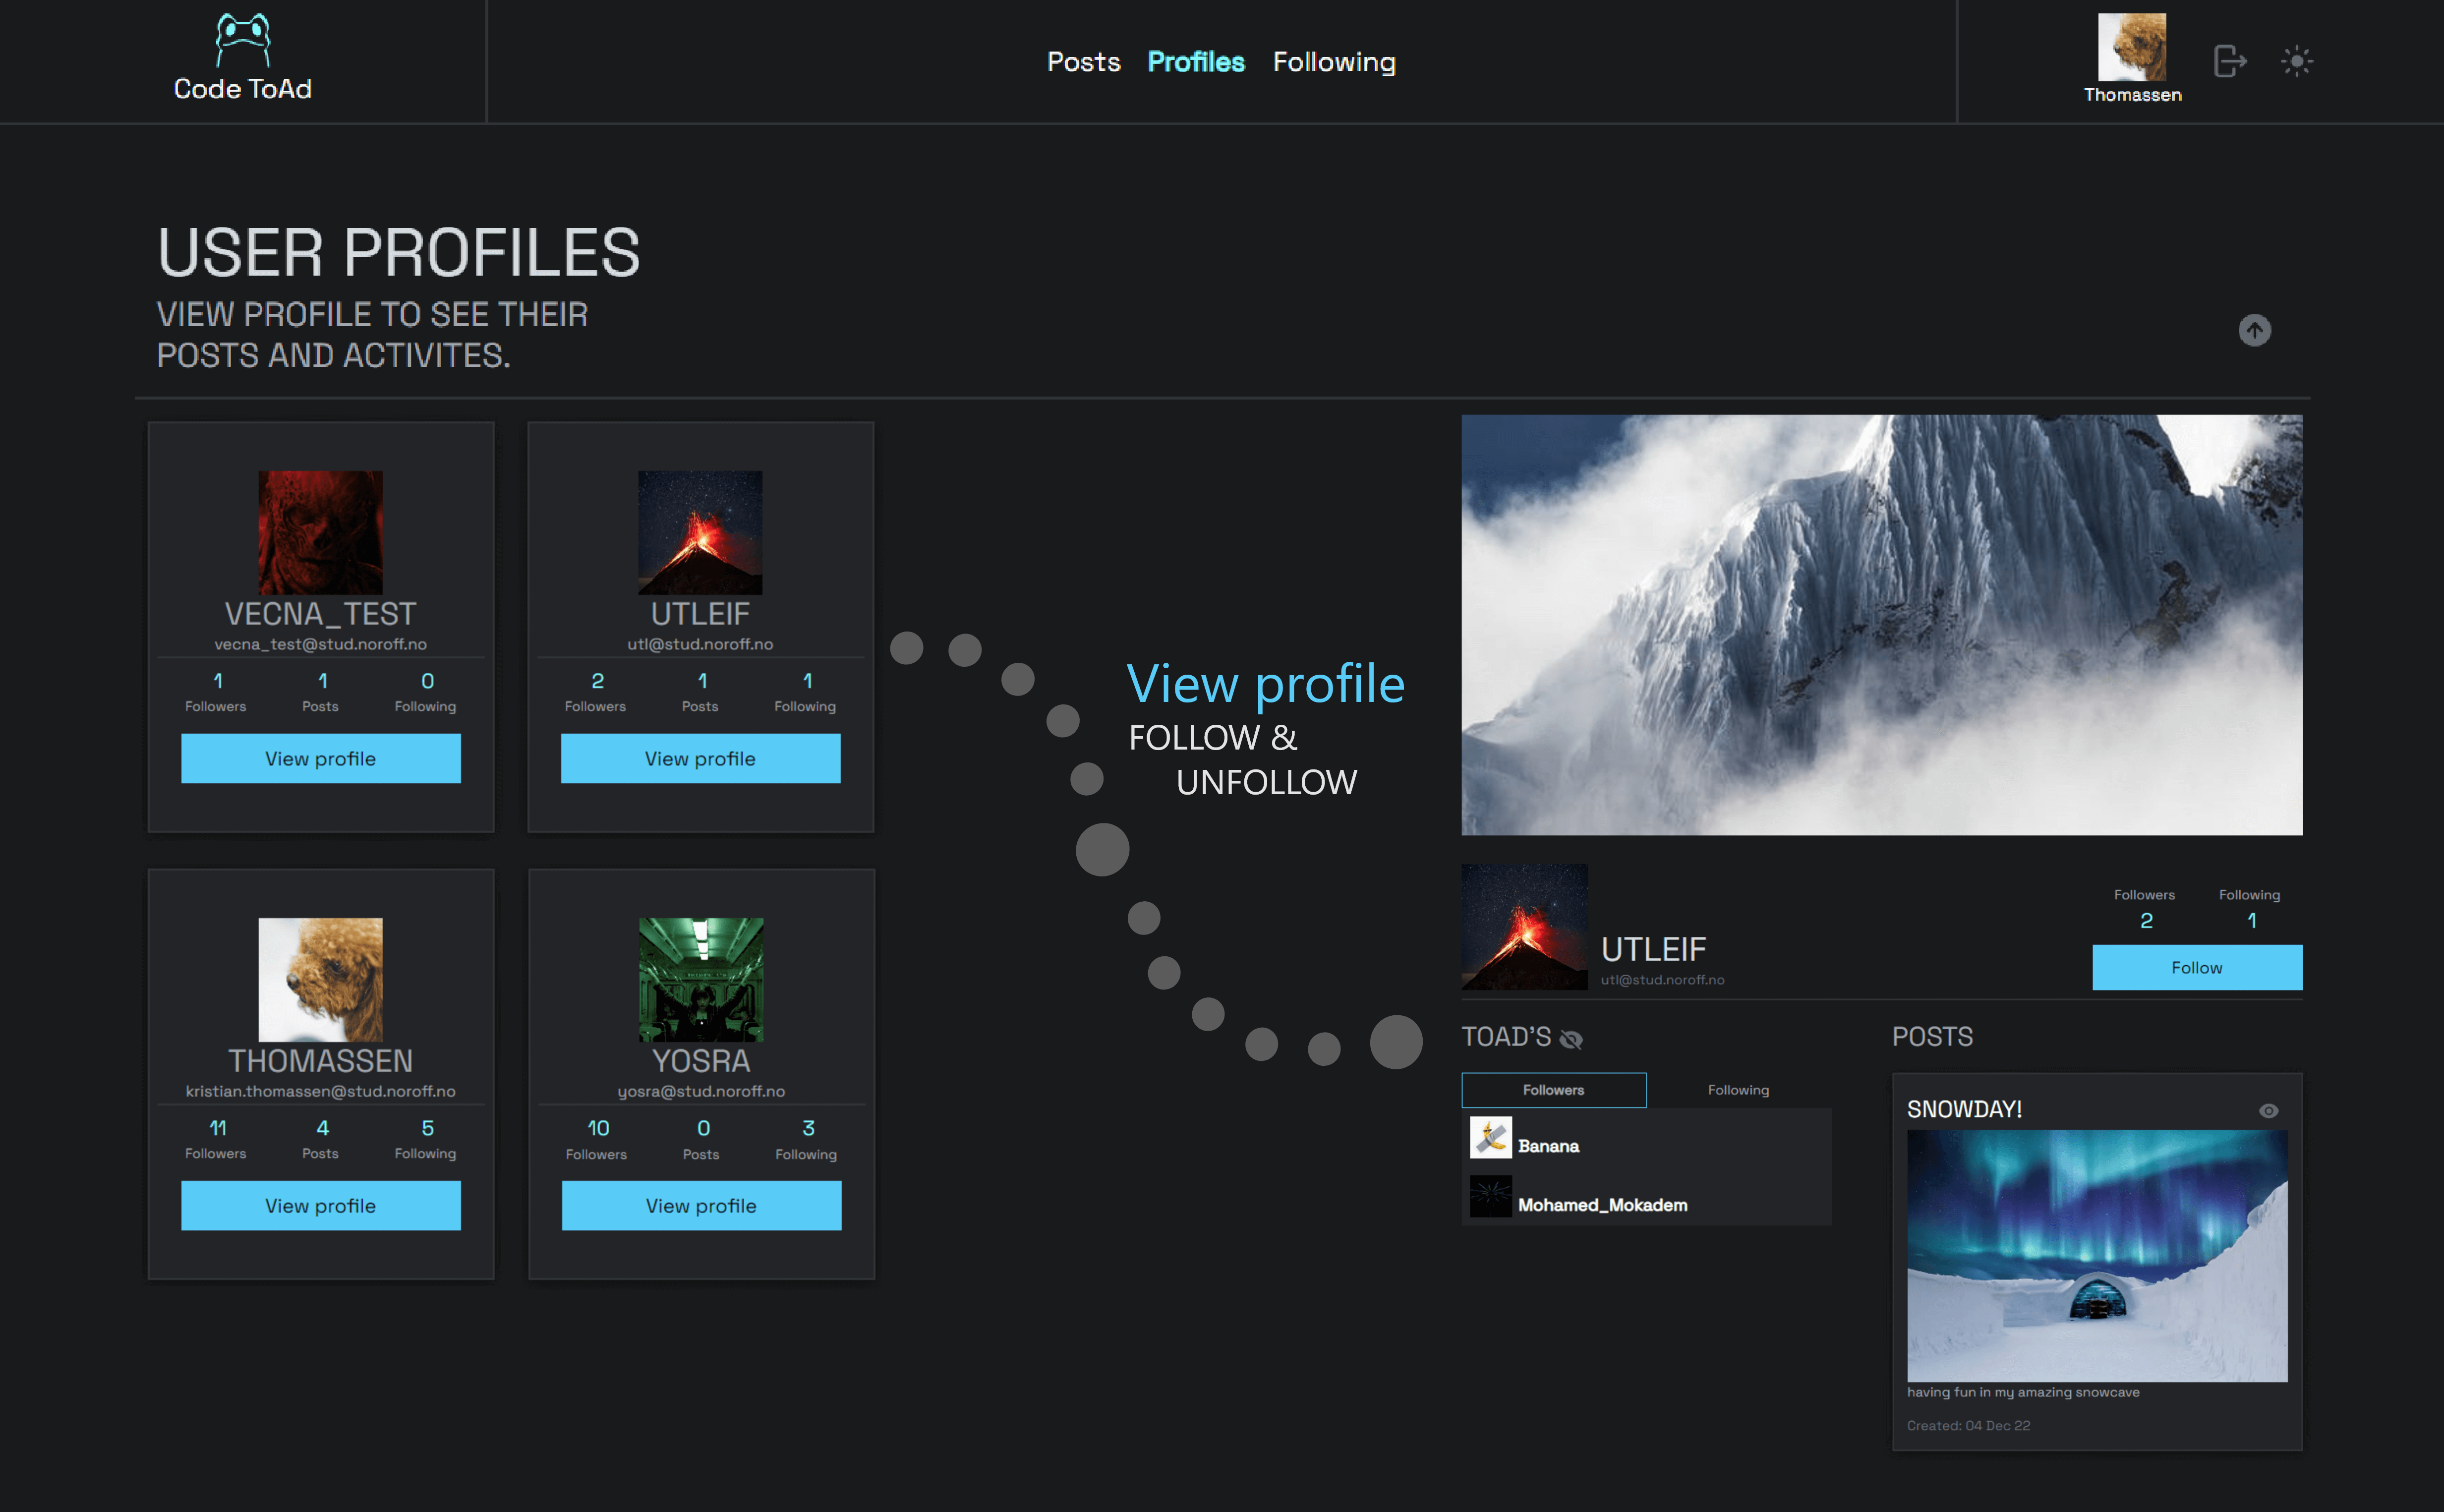 Code ToAd
Posts Profiles Following
Thomassen
USER PROFILES
VIEW PROFILE TO SEE THEIR
POSTS AND ACTIVITES.
VECNA_TEST
vecna_test@stud.noroff.no
1 1 0
Followers Posts Following
View profile
UTLEIF
utl@stud.noroff.no
2 1 1
Followers Posts Following
View profile
THOMASSEN
kristian.thomassen@stud.noroff.no
11 4 5
Followers Posts Following
View profile
YOSRA
yosra@stud.noroff.no
10 0 3
Followers Posts Following
View profile
View profile
FOLLOW &
UNFOLLOW
UTLEIF
utl@stud.noroff.no
Followers Following
2 1
Follow
TOAD'S
Followers Following
Banana
Mohamed_Mokadem
POSTS
SNOWDAY!
having fun in my amazing snowcave
Created: 04 Dec 22